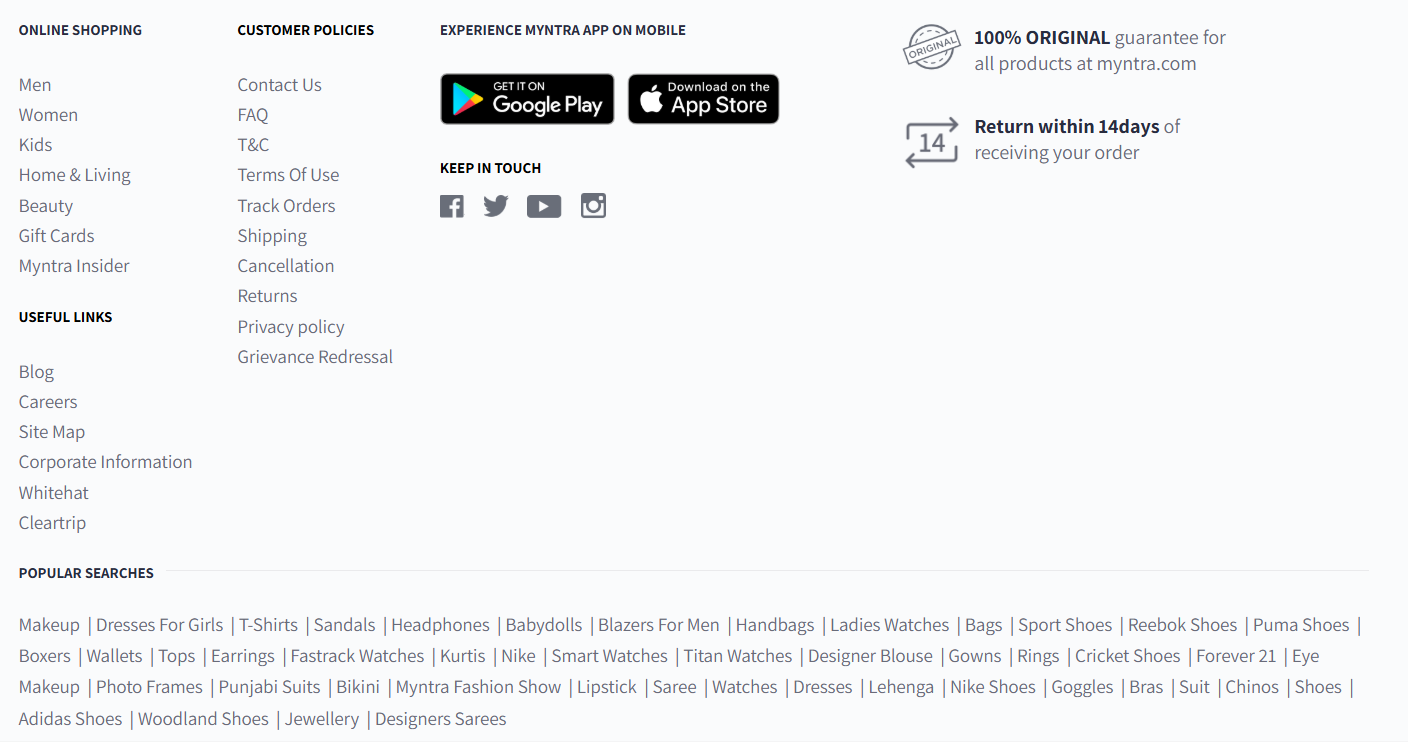 ONLINE SHOPPING
Men
Women
Kids
Home & Living
Beauty
Gift Cards
Myntra Insider
USEFUL LINKS
Blog
Careers
Site Map
Corporate Information
Whitehat
Cleartrip
CUSTOMER POLICIES
Contact Us
FAQ
T&C
Terms Of Use
Track Orders
Shipping
Cancellation
Returns
Privacy policy
Grievance Redressal
EXPERIENCE MYNTRA APP ON MOBILE
GET IT ON
Google Play
Download on the
App Store
KEEP IN TOUCH
ORIGINAL
100% ORIGINAL guarantee for
all products at myntra.com
14
Return within 14days of
receiving your order
POPULAR SEARCHES
Makeup | Dresses For Girls | T-Shirts | Sandals | Headphones | Babydolls | Blazers For Men | Handbags | Ladies Watches | Bags | Sport Shoes | Reebok Shoes | Puma Shoes |
Boxers | Wallets | Tops | Earrings | Fastrack Watches | Kurtis | Nike | Smart Watches | Titan Watches | Designer Blouse | Gowns | Rings | Cricket Shoes | Forever 21 | Eye
Makeup | Photo Frames | Punjabi Suits | Bikini | Myntra Fashion Show | Lipstick | Saree | Watches | Dresses | Lehenga | Nike Shoes | Goggles | Bras | Suit | Chinos | Shoes |
Adidas Shoes | Woodland Shoes | Jewellery | Designers Sarees